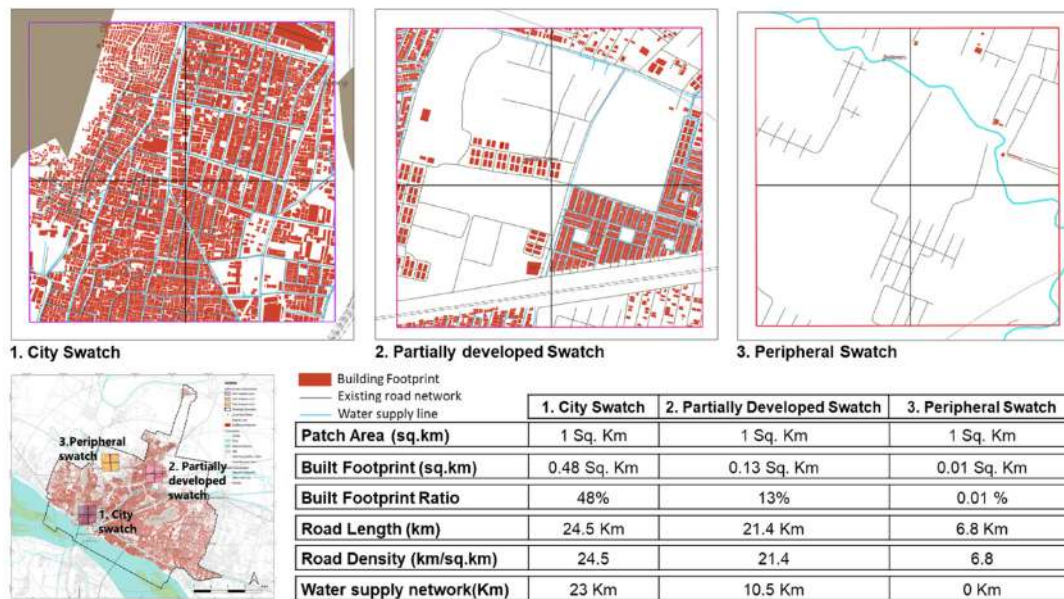 1. City Swatch
2. Partially developed Swatch
3. Peripheral Swatch
3.Peripheral
swatch
2. Partially
developed
swatch
1. City
swatch
Building Footprint
Existing road network
Water supply line
1. City Swatch 2. Partially Developed Swatch 3. Peripheral Swatch
Patch Area (sq.km) 1 Sq. Km 1 Sq. Km 1 Sq. Km
Built Footprint (sq.km) 0.48 Sq. Km 0.13 Sq. Km 0.01 Sq. Km
Built Footprint Ratio 48% 13% 0.01 %
Road Length (km) 24.5 Km 21.4 Km 6.8 Km
Road Density (km/sq.km) 24.5 21.4 6.8
Water supply network(Km) 23 Km 10.5 Km 0 Km